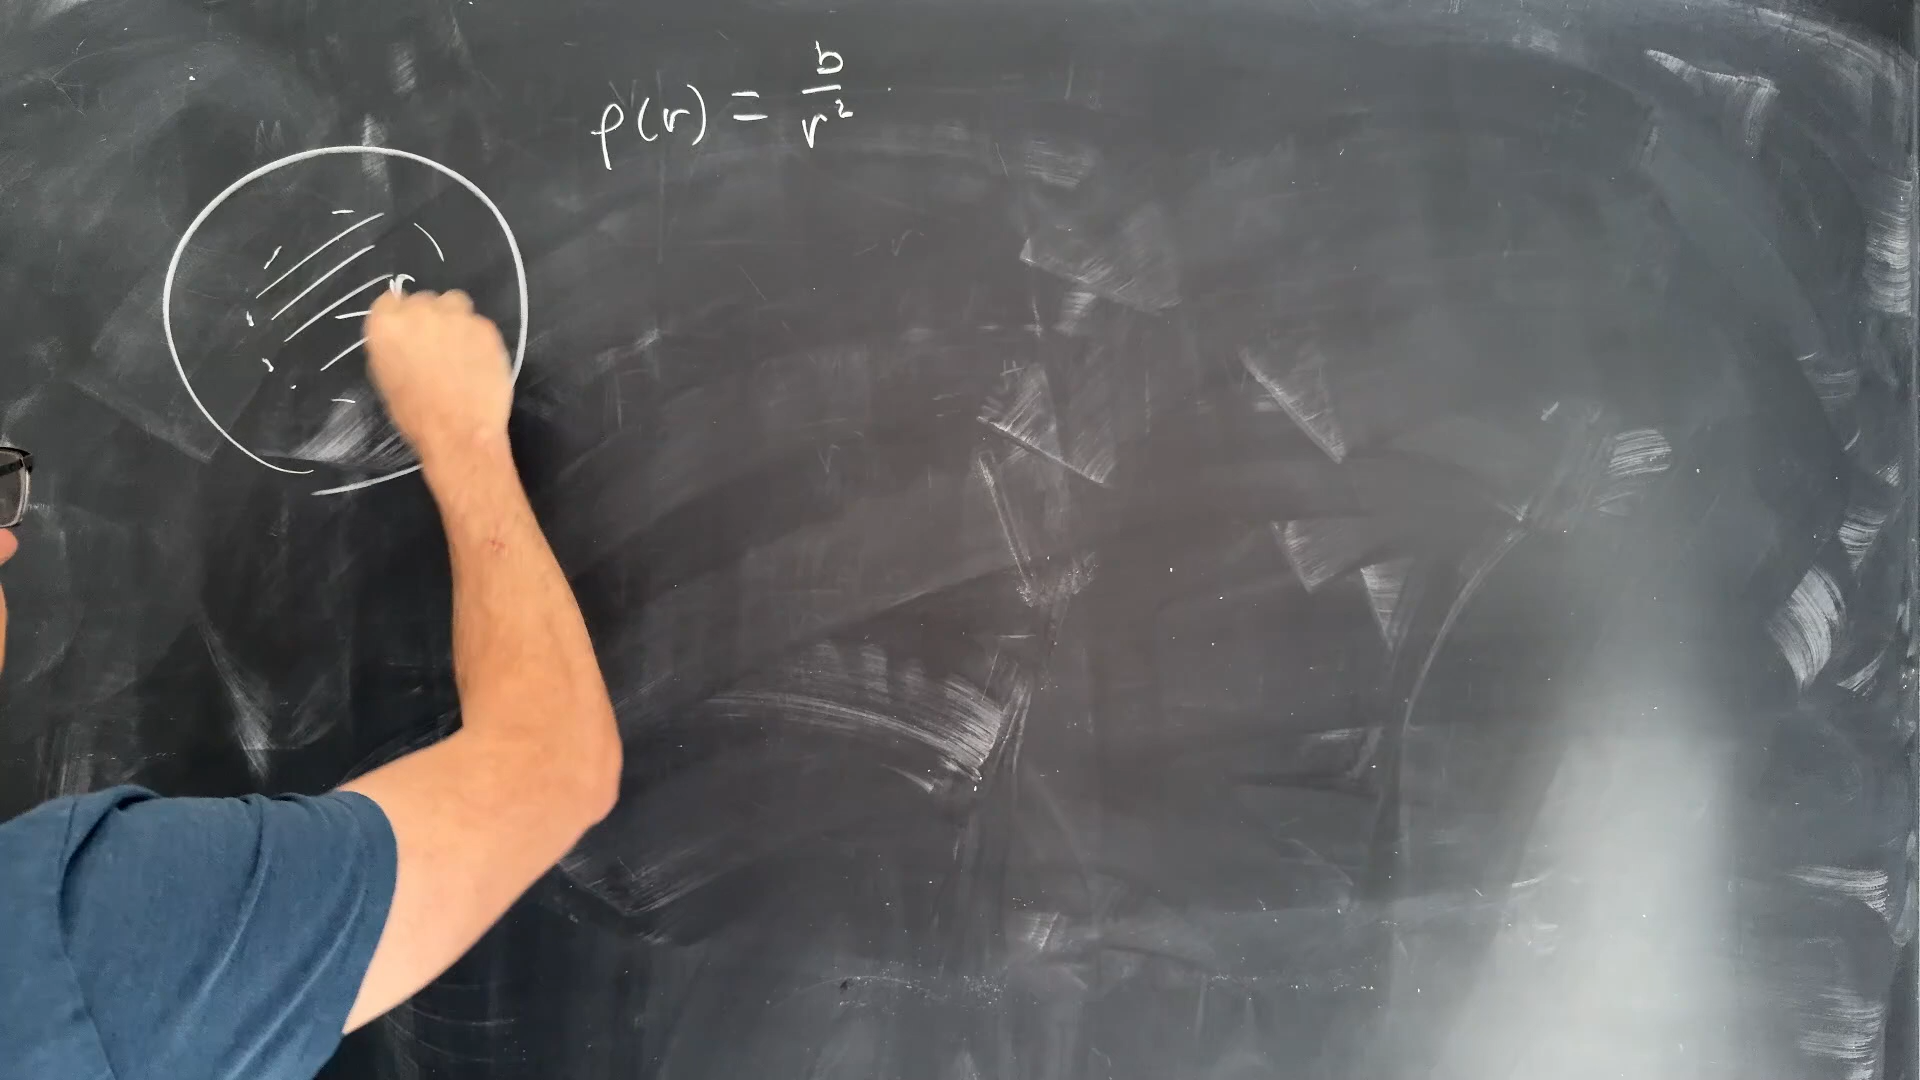 ρ(r) = b/r²
r